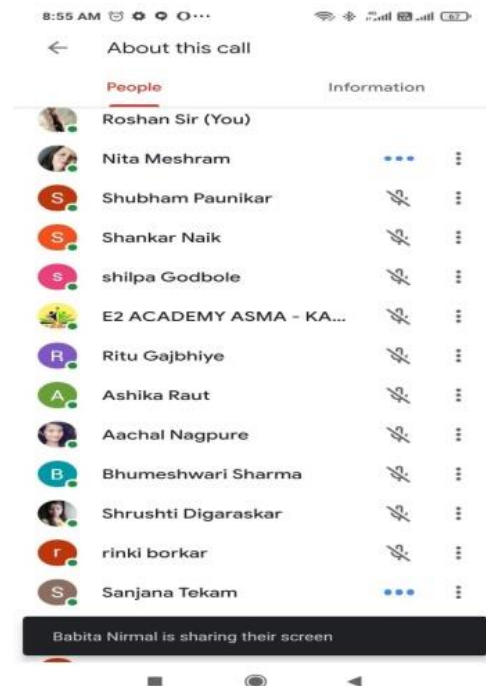 8:55 AM
67
About this call
People Information
Roshan Sir (You)
Nita Meshram
S Shubham Paunikar
S Shankar Naik
s shilpa Godbole
E2 ACADEMY ASMA - KA...
R Ritu Gajbhiye
A Ashika Raut
Aachal Nagpure
B Bhumeshwari Sharma
Shrushti Digaraskar
r rinki borkar
S Sanjana Tekam
Babita Nirmal is sharing their screen